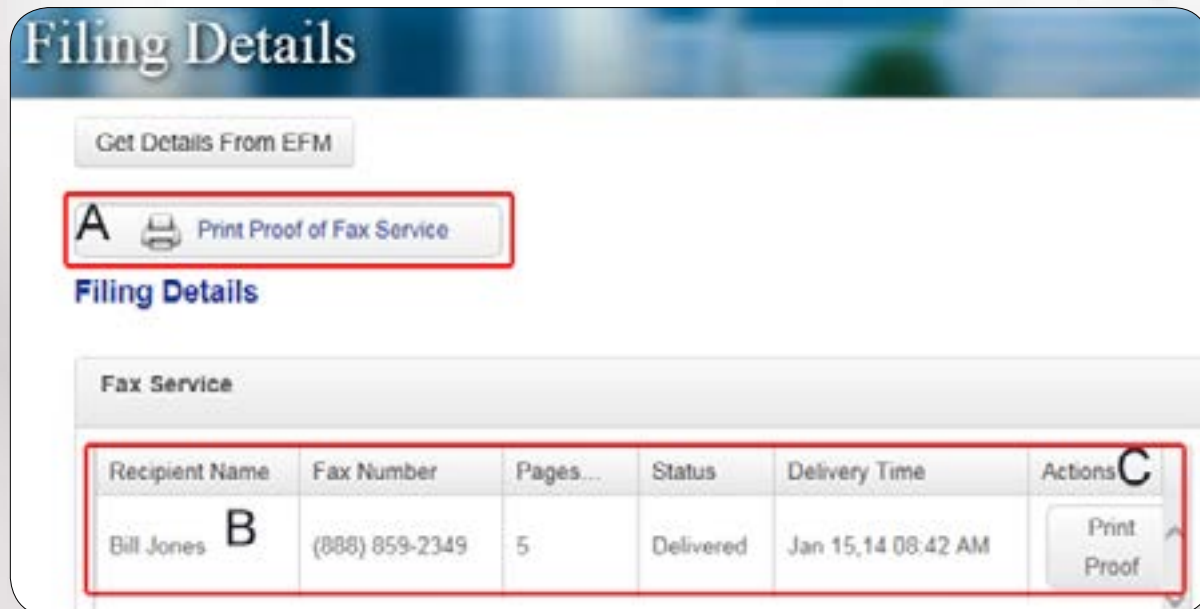 Filing Details
Get Details From EFM
A Print Proof of Fax Service
Filing Details
Fax Service
Recipient Name Fax Number Pages... Status Delivery Time Actions C
Bill Jones B (888) 859-2349 5 Delivered Jan 15,14 08:42 AM Print
Proof